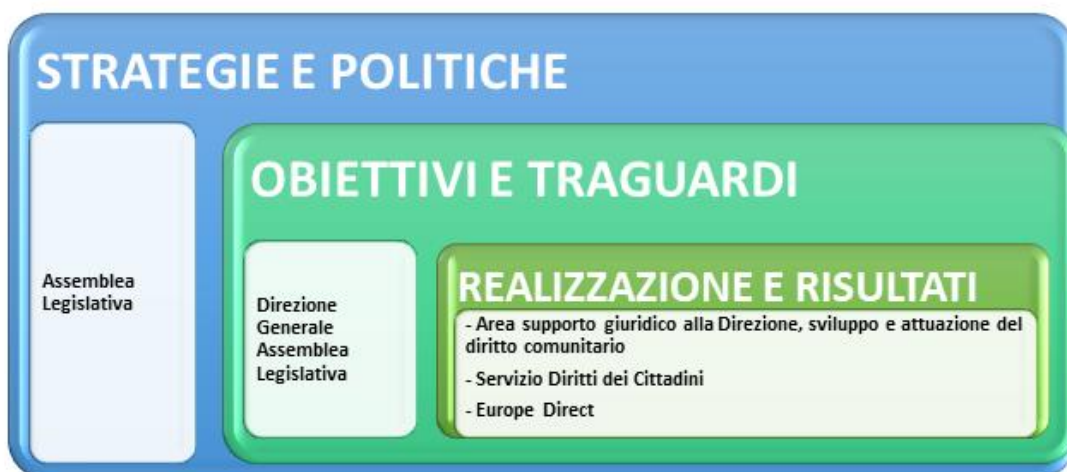 STRATEGIE E POLITICHE
Assemblea
Legislativa
OBIETTIVI E TRAGUARDI
Direzione
Generale
Assemblea
Legislativa
REALIZZAZIONE E RISULTATI
- Area supporto giuridico alla Direzione, sviluppo e attuazione del
diritto comunitario
- Servizio Diritti dei Cittadini
- Europe Direct